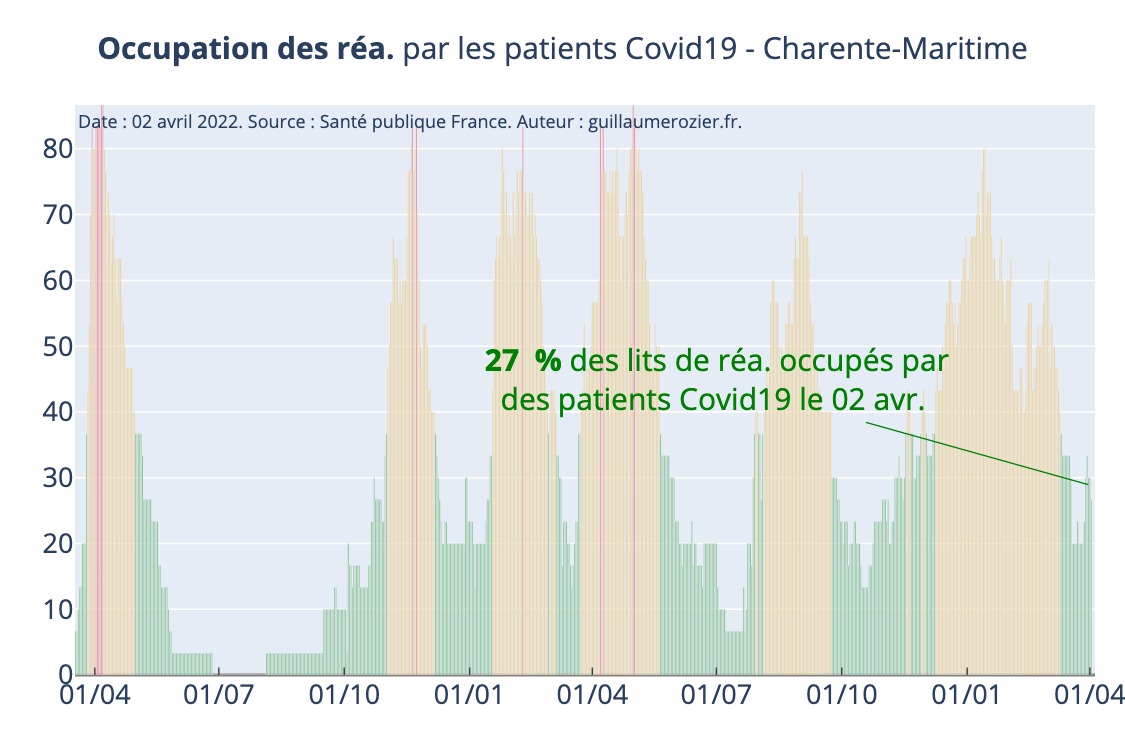 Occupation des réa. par les patients Covid19 - Charente-Maritime
Date : 02 avril 2022. Source : Santé publique France. Auteur : guillaumerozier.fr.
80
70
60
50
40
30
20
10
0
27 % des lits de réa. occupés par
des patients Covid19 le 02 avr.
01/04 01/07 01/10 01/01 01/04 01/07 01/10 01/01 01/04